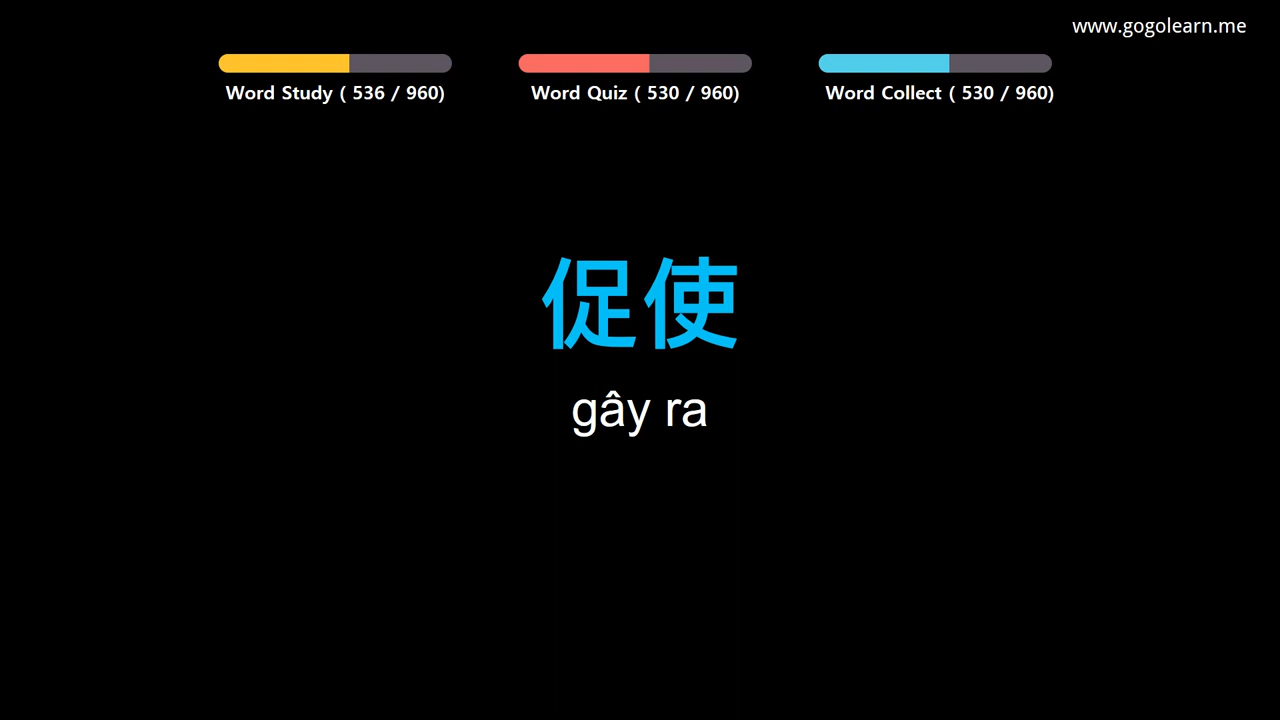 www.gogolearn.me
Word Study ( 536 / 960)
Word Quiz ( 530 / 960)
Word Collect ( 530 / 960)
促使
gây ra